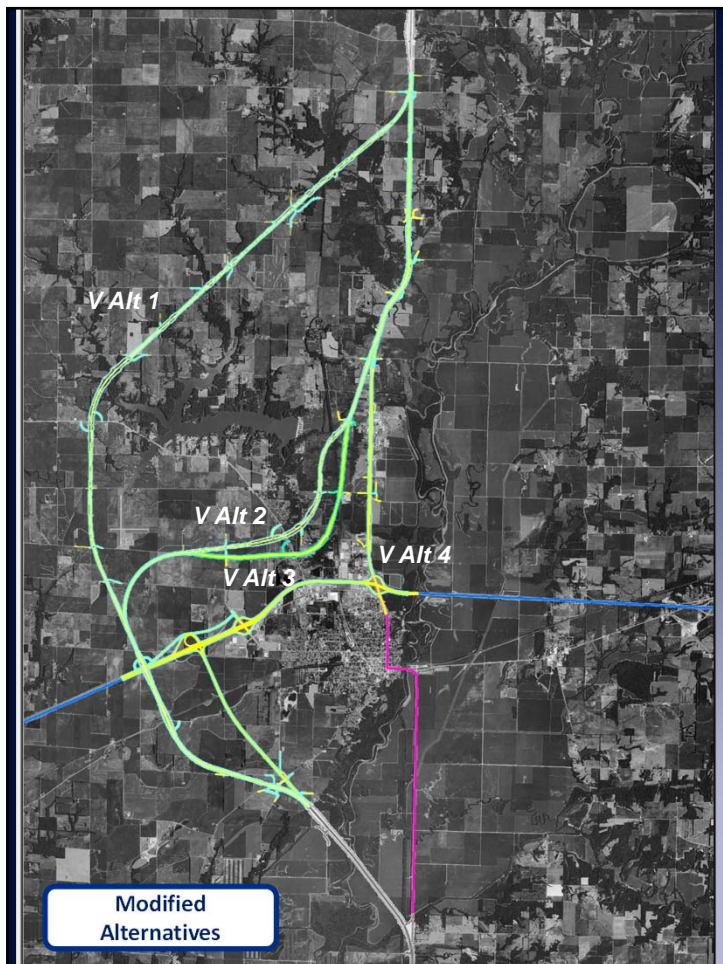 V Alt 1
V Alt 2
V Alt 3
V Alt 4
Modified
Alternatives